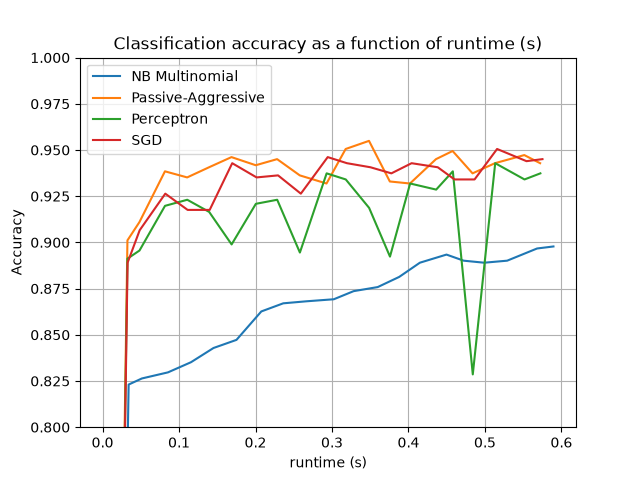 Classification accuracy as a function of runtime (s)
NB Multinomial
Passive-Aggressive
Perceptron
SGD
Accuracy
1.000
0.975
0.950
0.925
0.900
0.875
0.850
0.825
0.800
0.0 0.1 0.2 0.3 0.4 0.5 0.6
runtime (s)